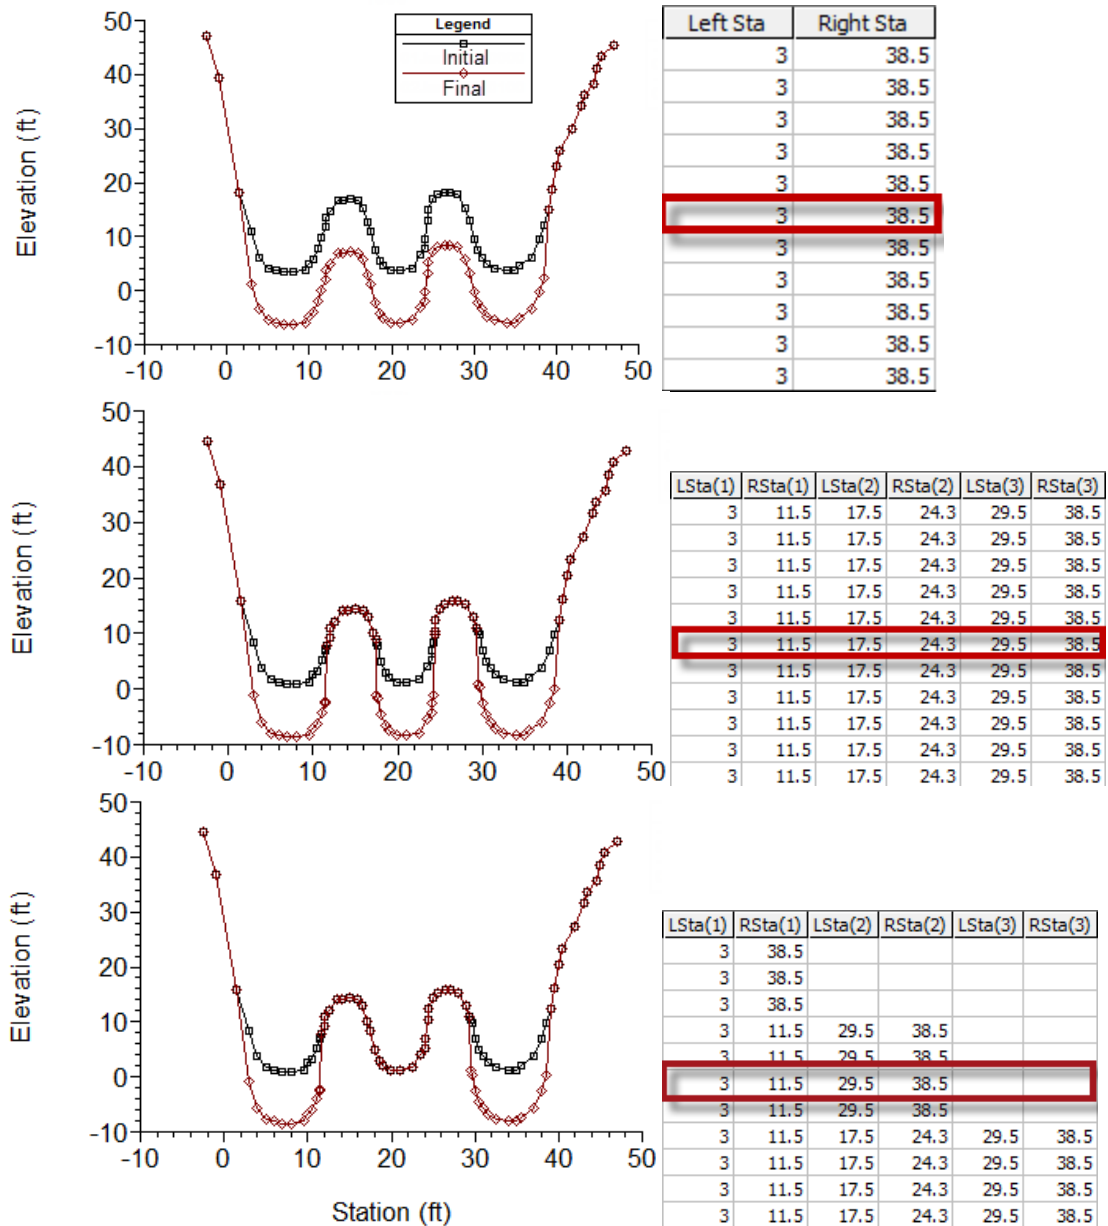 Legend
Initial
Final
Elevation (ft)
50
40
30
20
10
0
-10
-10 0 10 20 30 40 50
Left Sta Right Sta
3 38.5
3 38.5
3 38.5
3 38.5
3 38.5
3 38.5
3 38.5
3 38.5
3 38.5
3 38.5
3 38.5
Elevation (ft)
50
40
30
20
10
0
-10
-10 0 10 20 30 40 50
LSta(1) RSta(1) LSta(2) RSta(2) LSta(3) RSta(3)
3 11.5 17.5 24.3 29.5 38.5
3 11.5 17.5 24.3 29.5 38.5
3 11.5 17.5 24.3 29.5 38.5
3 11.5 17.5 24.3 29.5 38.5
3 11.5 17.5 24.3 29.5 38.5
3 11.5 17.5 24.3 29.5 38.5
3 11.5 17.5 24.3 29.5 38.5
3 11.5 17.5 24.3 29.5 38.5
3 11.5 17.5 24.3 29.5 38.5
3 11.5 17.5 24.3 29.5 38.5
3 11.5 17.5 24.3 29.5 38.5
Elevation (ft)
50
40
30
20
10
0
-10
-10 0 10 20 30 40 50
Station (ft)
LSta(1) RSta(1) LSta(2) RSta(2) LSta(3) RSta(3)
3 38.5
3 38.5
3 38.5
3 11.5 29.5 38.5
3 11.5 29.5 38.5
3 11.5 29.5 38.5
3 11.5 29.5 38.5
3 11.5 17.5 24.3 29.5 38.5
3 11.5 17.5 24.3 29.5 38.5
3 11.5 17.5 24.3 29.5 38.5
3 11.5 17.5 24.3 29.5 38.5